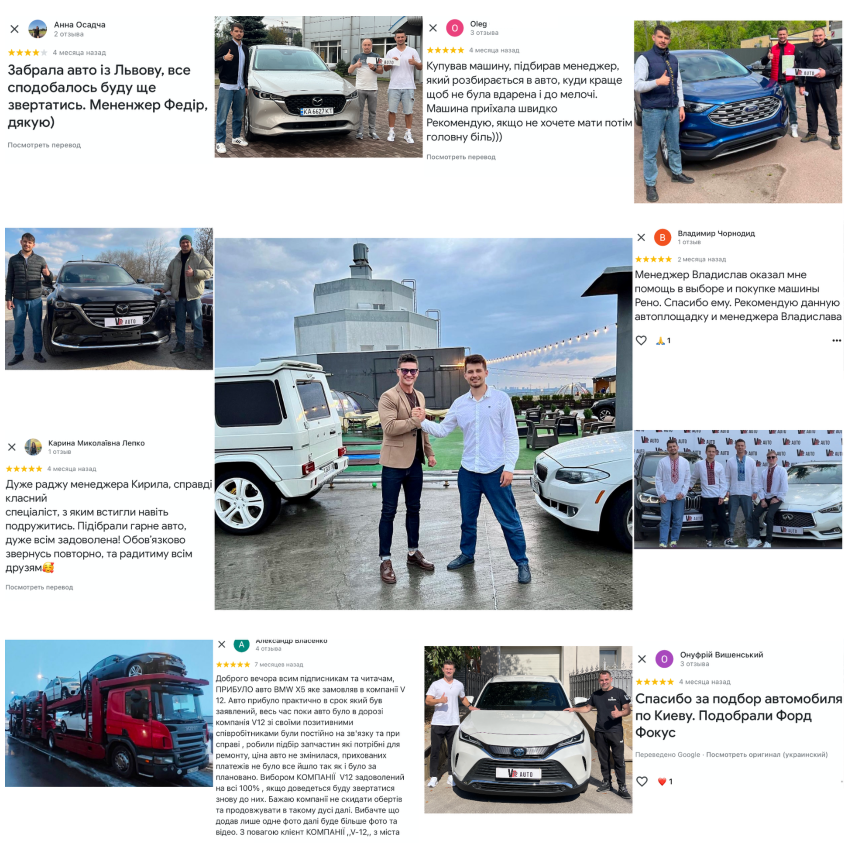 Анна Осадча
2 отзыва
4 месяца назад
Забрала авто із Львову, все
сподобалось буду ще
звертатись. Мененжер Федір,
дякую)
Посмотреть перевод
V12 AUTO
KA 6627 KT
Oleg
3 отзыва
4 месяца назад
Купував машину, підбирав менеджер,
який розбирається в авто, куди краще
щоб не була вдарена і до мелочі.
Машина приїхала швидко
Рекомендую, якщо не хочете мати потім
головну біль)))
Посмотреть перевод
V12 AUTO
V12 AUTO
Владимир Чорнодид
1 отзыв
2 месяца назад
Менеджер Владислав оказал мне
помощь в выборе и покупке машины
Рено. Спасибо ему. Рекомендую данную
автоплощадку и менеджера Владислава
1
Карина Миколаївна Лепко
1 отзыв
4 месяца назад
Дуже раджу менеджера Кирила, справді
класний
спеціаліст, з яким встигли навіть
подружитись. Підібрали гарне авто,
дуже всім задоволена! Обов'язково
звернусь повторно, та радитиму всім
друзям
Посмотреть перевод
V12 AUTO
Александр Власенко
4 отзыва
7 месяцев назад
Доброго вечора всим підписникам та читачам,
ПРИБУЛО авто BMW X5 яке замовляв в компанії V
12. Авто прибуло практично в срок який був
заявлений, весь час поки авто було в дорозі
компанія V12 зі своїми позитивними
співробітниками були постійно на зв'язку та при
справі , робили підбір запчастин які потрібні для
ремонту, ціна авто не змінилася, прихованих
платежів не було все йшло так як і було за
плановано. Вибором КОМПАНІЇ V12 задоволений
на всі 100% , якщо доведеться буду звертатися
знову до них. Бажаю компанії не скидати обертів
та продовжувати в такому дусі далі. Вибачте що
додав лише одне фото далі буде більше фото та
відео. З повагою клієнт КОМПАНІЇ ,,V-12,, з міста
V12 AUTO
Онуфрій Вишенський
3 отзыва
4 месяца назад
Спасибо за подбор автомобиля
по Киеву. Подобрали Форд
Фокус
Переведено Google · Посмотреть оригинал (украинский)
1